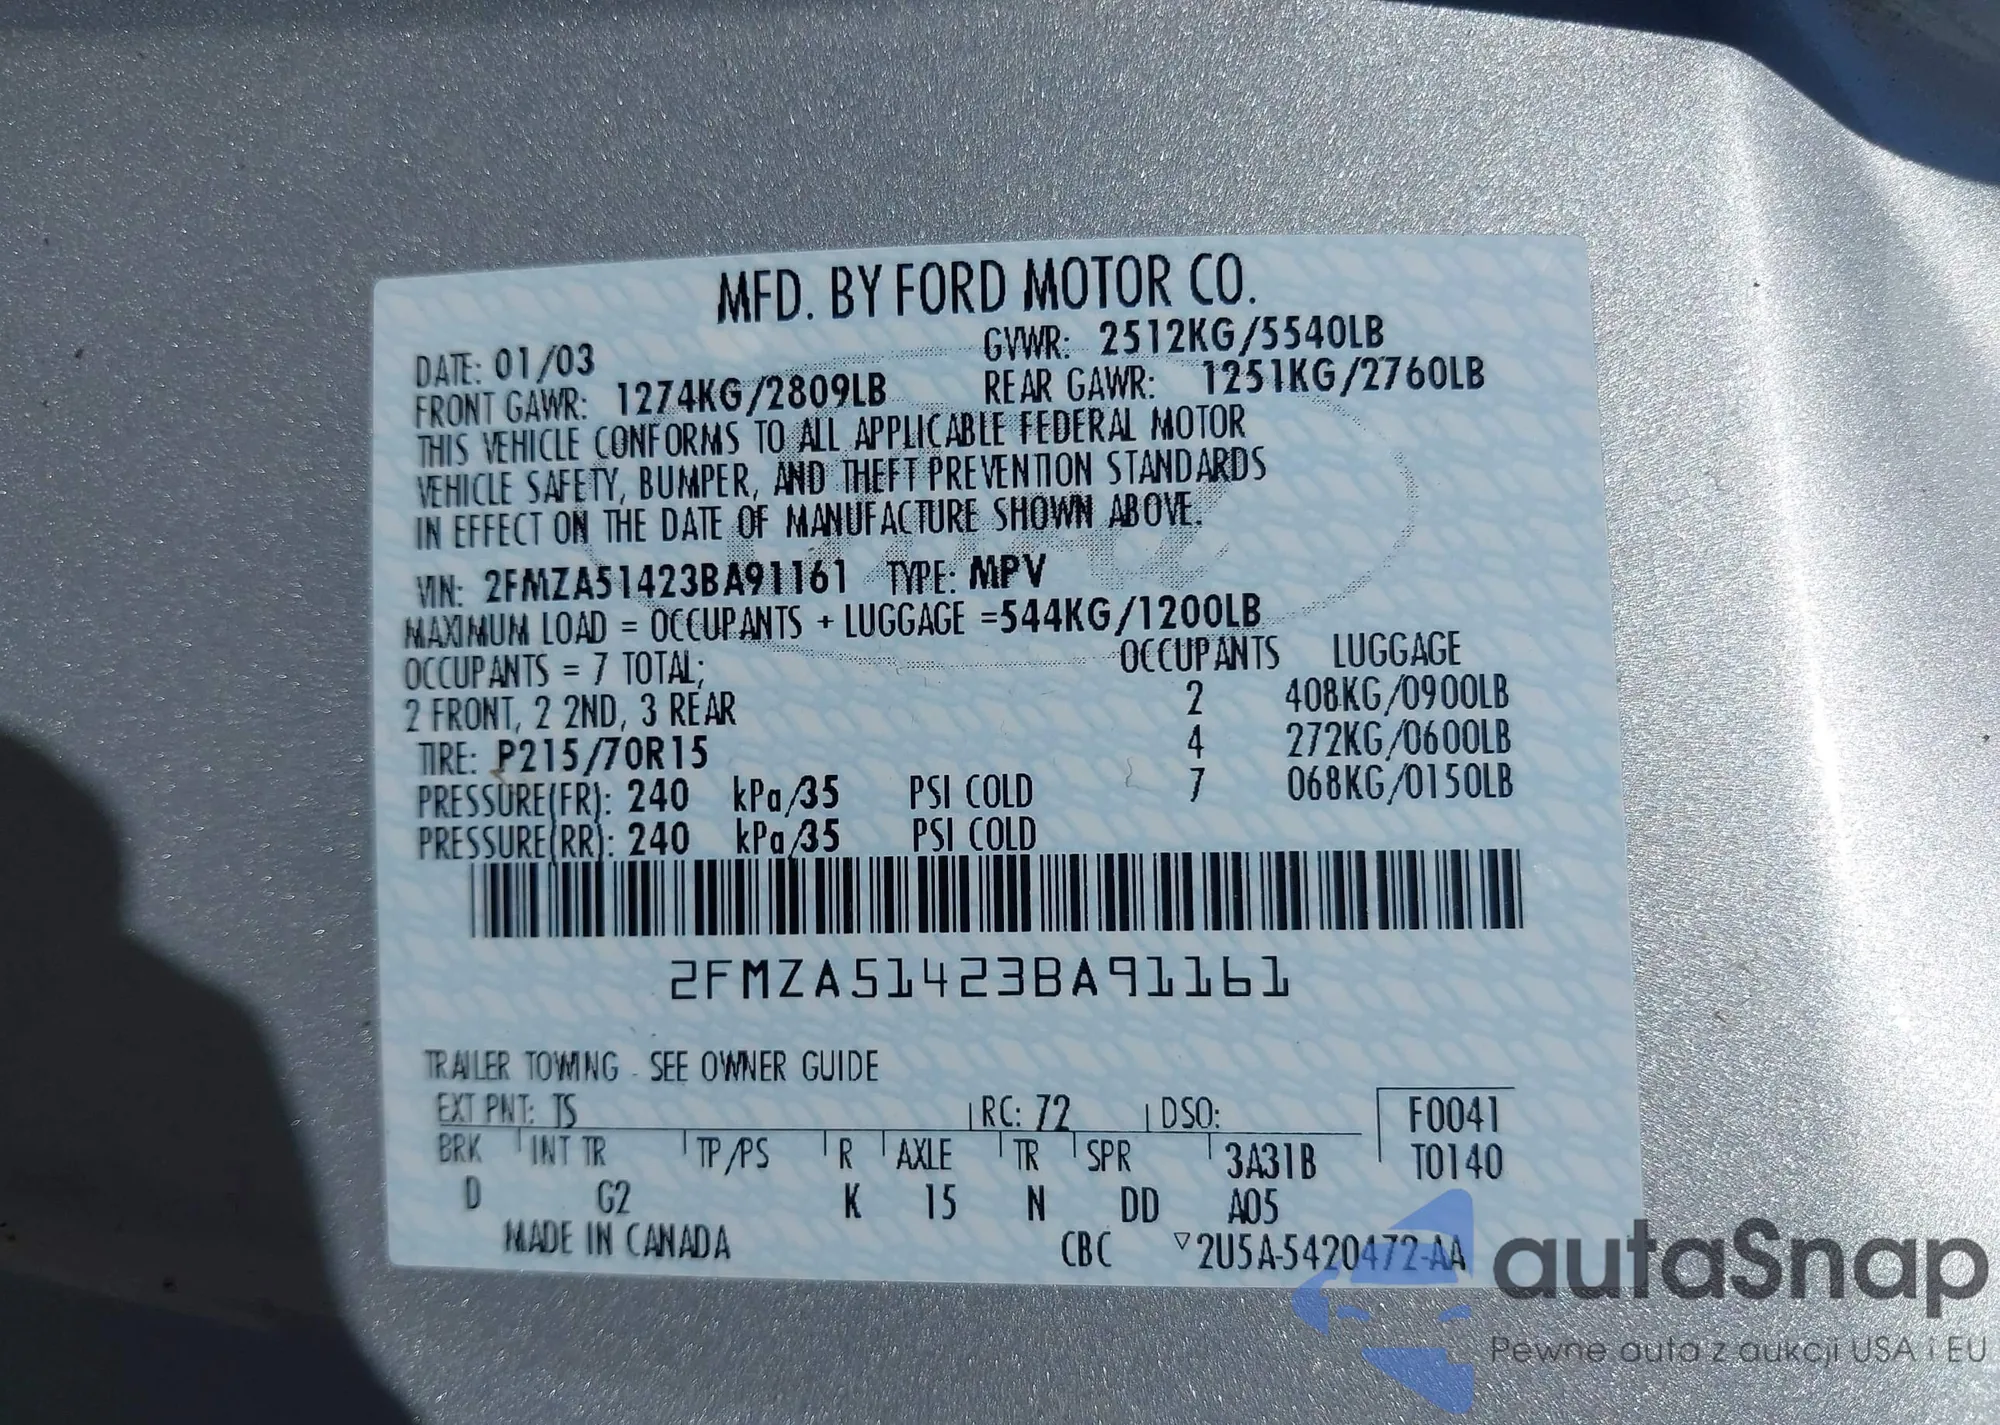 MFD. BY FORD MOTOR CO.
DATE: 01/03
GVWR: 2512KG/5540LB
FRONT GAWR: 1274KG/2809LB
REAR GAWR: 1251KG/2760LB
THIS VEHICLE CONFORMS TO ALL APPLICABLE FEDERAL MOTOR
VEHICLE SAFETY, BUMPER, AND THEFT PREVENTION STANDARDS
IN EFFECT ON THE DATE OF MANUFACTURE SHOWN ABOVE.
VIN: 2FMZA51423BA91161 TYPE: MPV
MAXIMUM LOAD = OCCUPANTS + LUGGAGE =544KG/1200LB
OCCUPANTS = 7 TOTAL;
OCCUPANTS LUGGAGE
2 FRONT, 2 2ND, 3 REAR
2 408KG/0900LB
TIRE: P215/70R15
4 272KG/0600LB
PRESSURE(FR): 240 kPa/35 PSI COLD
7 068KG/0150LB
PRESSURE(RR): 240 kPa/35 PSI COLD
2FMZA51423BA91161
TRAILER TOWING - SEE OWNER GUIDE
EXT PNT: TS RC: 72 DSO: F0041
BRK INT TR TP/PS R AXLE TR SPR 3A31B T0140
D G2 K 15 N DD A05
MADE IN CANADA
CBC ▽2U5A-5420472-AA
autaSnap
Pewne auta z aukcji USA i EU